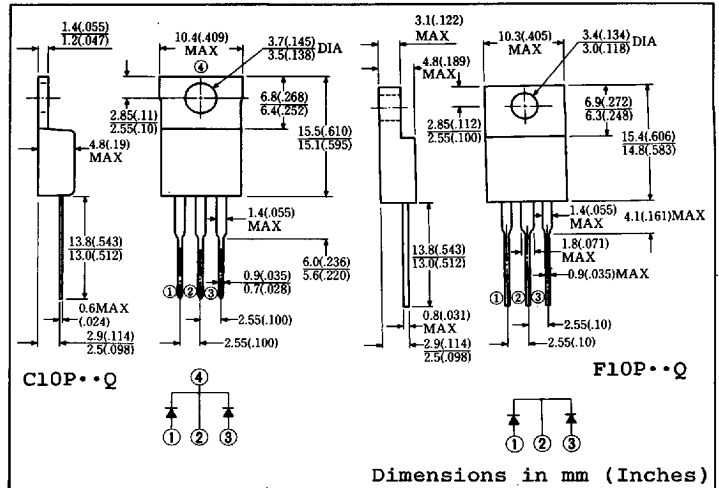 1.4(.055)
1.2(.047)
10.4(.409)
MAX
④
3.7(.145)
3.5(.138)
DIA
2.85(.11)
2.55(.10)
6.8(.268)
6.4(.252)
15.5(.610)
15.1(.595)
4.8(.19)
MAX
1.4(.055)
MAX
13.8(.543)
13.0(.512)
6.0(.236)
5.6(.220)
0.9(.035)
0.7(.028)
① ② ③
0.6MAX
(.024)
2.9(.114)
2.5(.098)
2.55(.100)
2.55(.100)
C10P··Q
④
① ② ③
3.1(.122)
MAX
4.8(.189)
MAX
10.3(.405)
MAX
3.4(.134)
3.0(.118)
DIA
2.85(.112)
2.55(.100)
6.9(.272)
6.3(.248)
15.4(.606)
14.8(.583)
1.4(.055)
MAX
4.1(.161)MAX
13.8(.543)
13.0(.512)
1.8(.071)
MAX
0.9(.035)MAX
① ② ③
0.8(.031)
MAX
2.9(.114)
2.5(.098)
2.55(.10)
2.55(.10)
F10P··Q
① ② ③
Dimensions in mm (Inches)